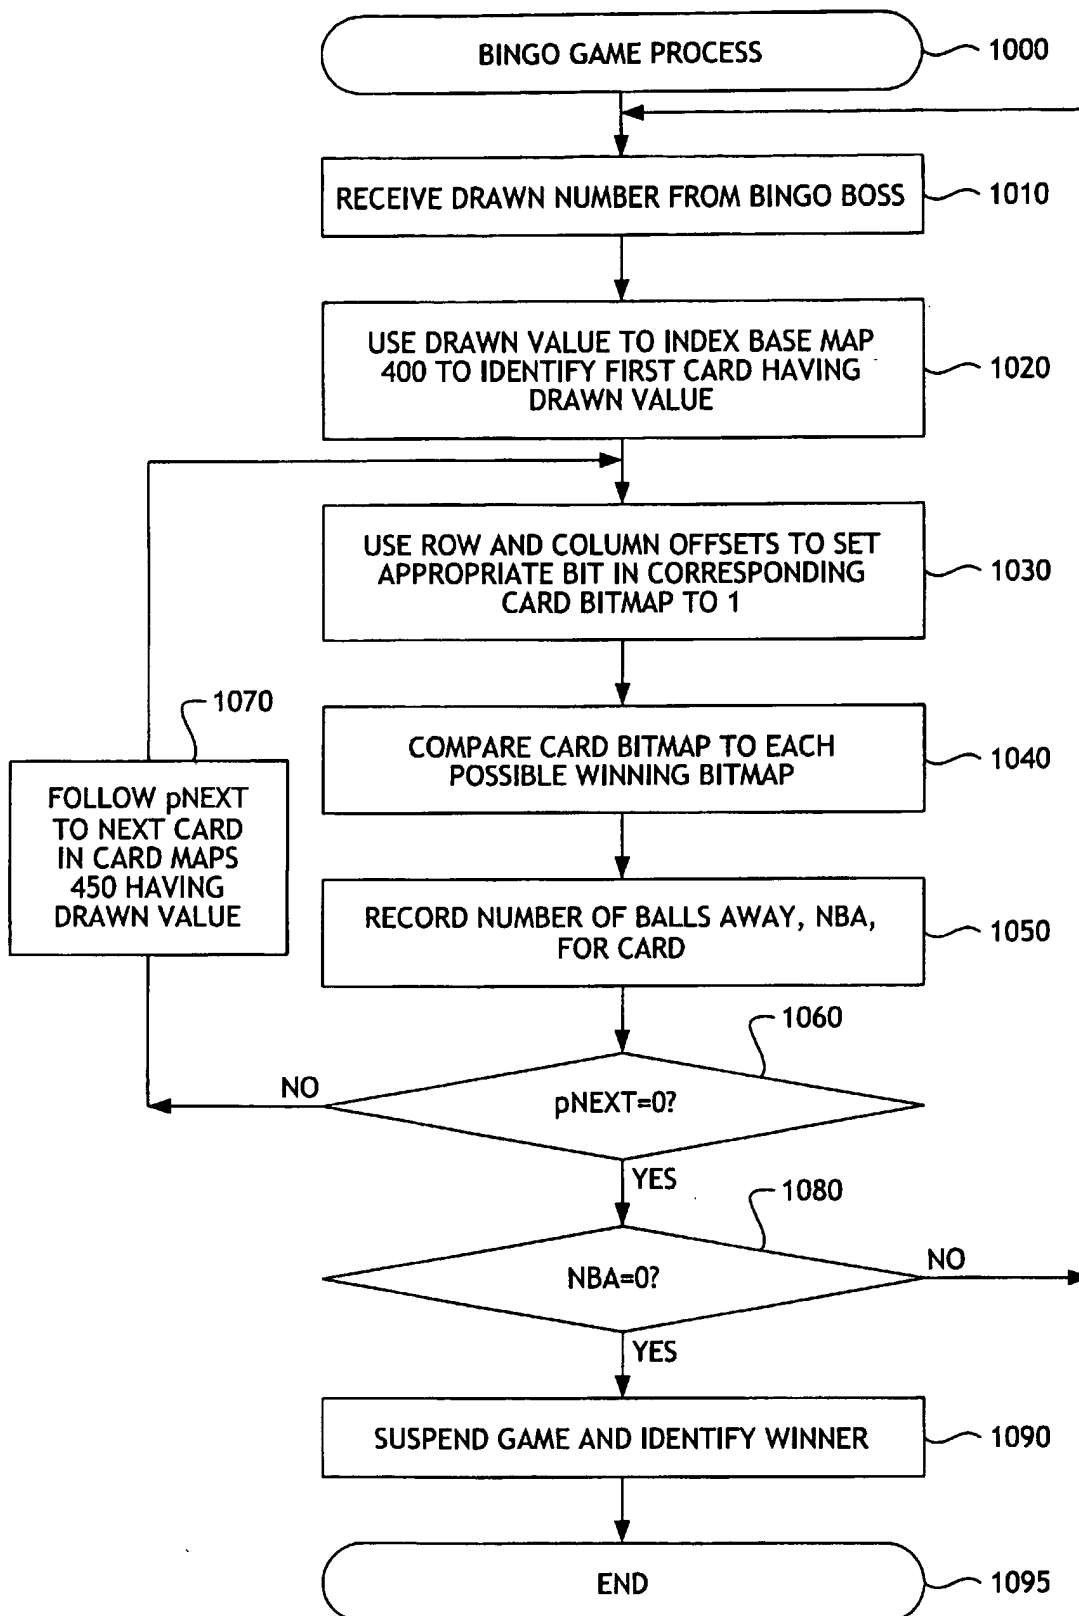 BINGO GAME PROCESS
1000
RECEIVE DRAWN NUMBER FROM BINGO BOSS
1010
USE DRAWN VALUE TO INDEX BASE MAP
400 TO IDENTIFY FIRST CARD HAVING
DRAWN VALUE
1020
USE ROW AND COLUMN OFFSETS TO SET
APPROPRIATE BIT IN CORRESPONDING
CARD BITMAP TO 1
1030
1070
FOLLOW pNEXT
TO NEXT CARD
IN CARD MAPS
450 HAVING
DRAWN VALUE
COMPARE CARD BITMAP TO EACH
POSSIBLE WINNING BITMAP
1040
RECORD NUMBER OF BALLS AWAY, NBA,
FOR CARD
1050
1060
NO
pNEXT=0?
YES
1080
NBA=0?
NO
YES
SUSPEND GAME AND IDENTIFY WINNER
1090
END
1095